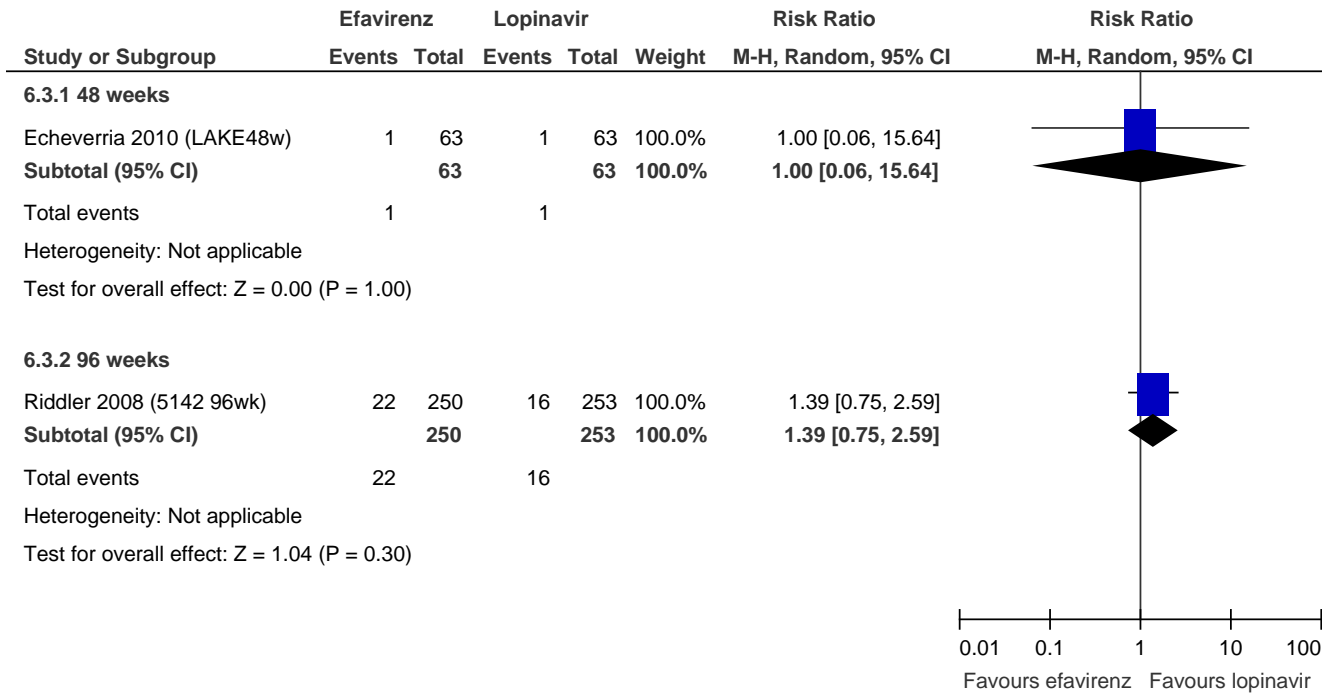 Efavirenz Lopinavir Risk Ratio Risk Ratio
Study or Subgroup Events Total Events Total Weight M-H, Random, 95% CI M-H, Random, 95% CI
6.3.1 48 weeks
Echeverria 2010 (LAKE48w) 1 63 1 63 100.0% 1.00 [0.06, 15.64]
Subtotal (95% CI) 63 63 100.0% 1.00 [0.06, 15.64]
Total events 1 1
Heterogeneity: Not applicable
Test for overall effect: Z = 0.00 (P = 1.00)
6.3.2 96 weeks
Riddler 2008 (5142 96wk) 22 250 16 253 100.0% 1.39 [0.75, 2.59]
Subtotal (95% CI) 250 253 100.0% 1.39 [0.75, 2.59]
Total events 22 16
Heterogeneity: Not applicable
Test for overall effect: Z = 1.04 (P = 0.30)
0.01 0.1 1 10 100
Favours efavirenz Favours lopinavir